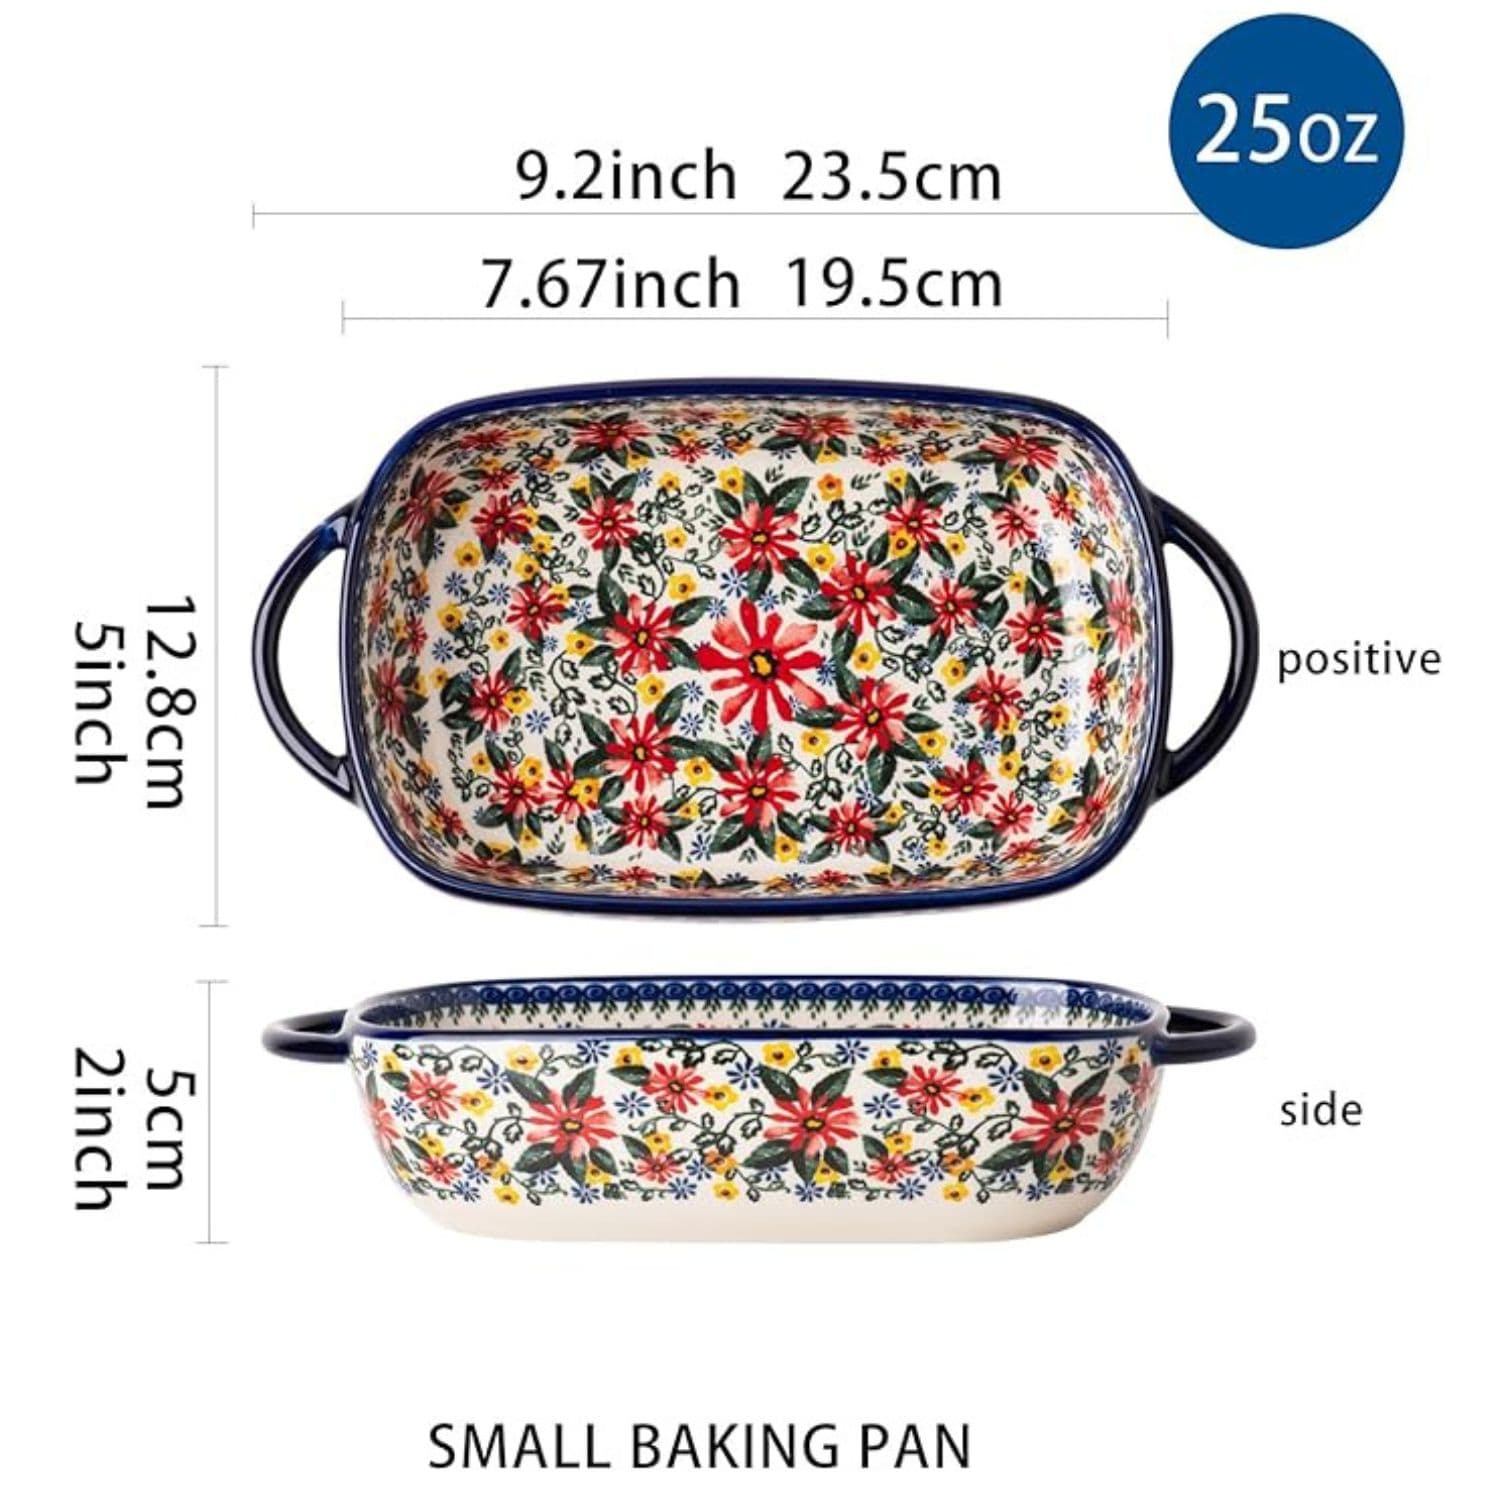 25oz
9.2inch 23.5cm
7.67inch 19.5cm
12.8cm
5inch
positive
5cm
2inch
side
SMALL BAKING PAN